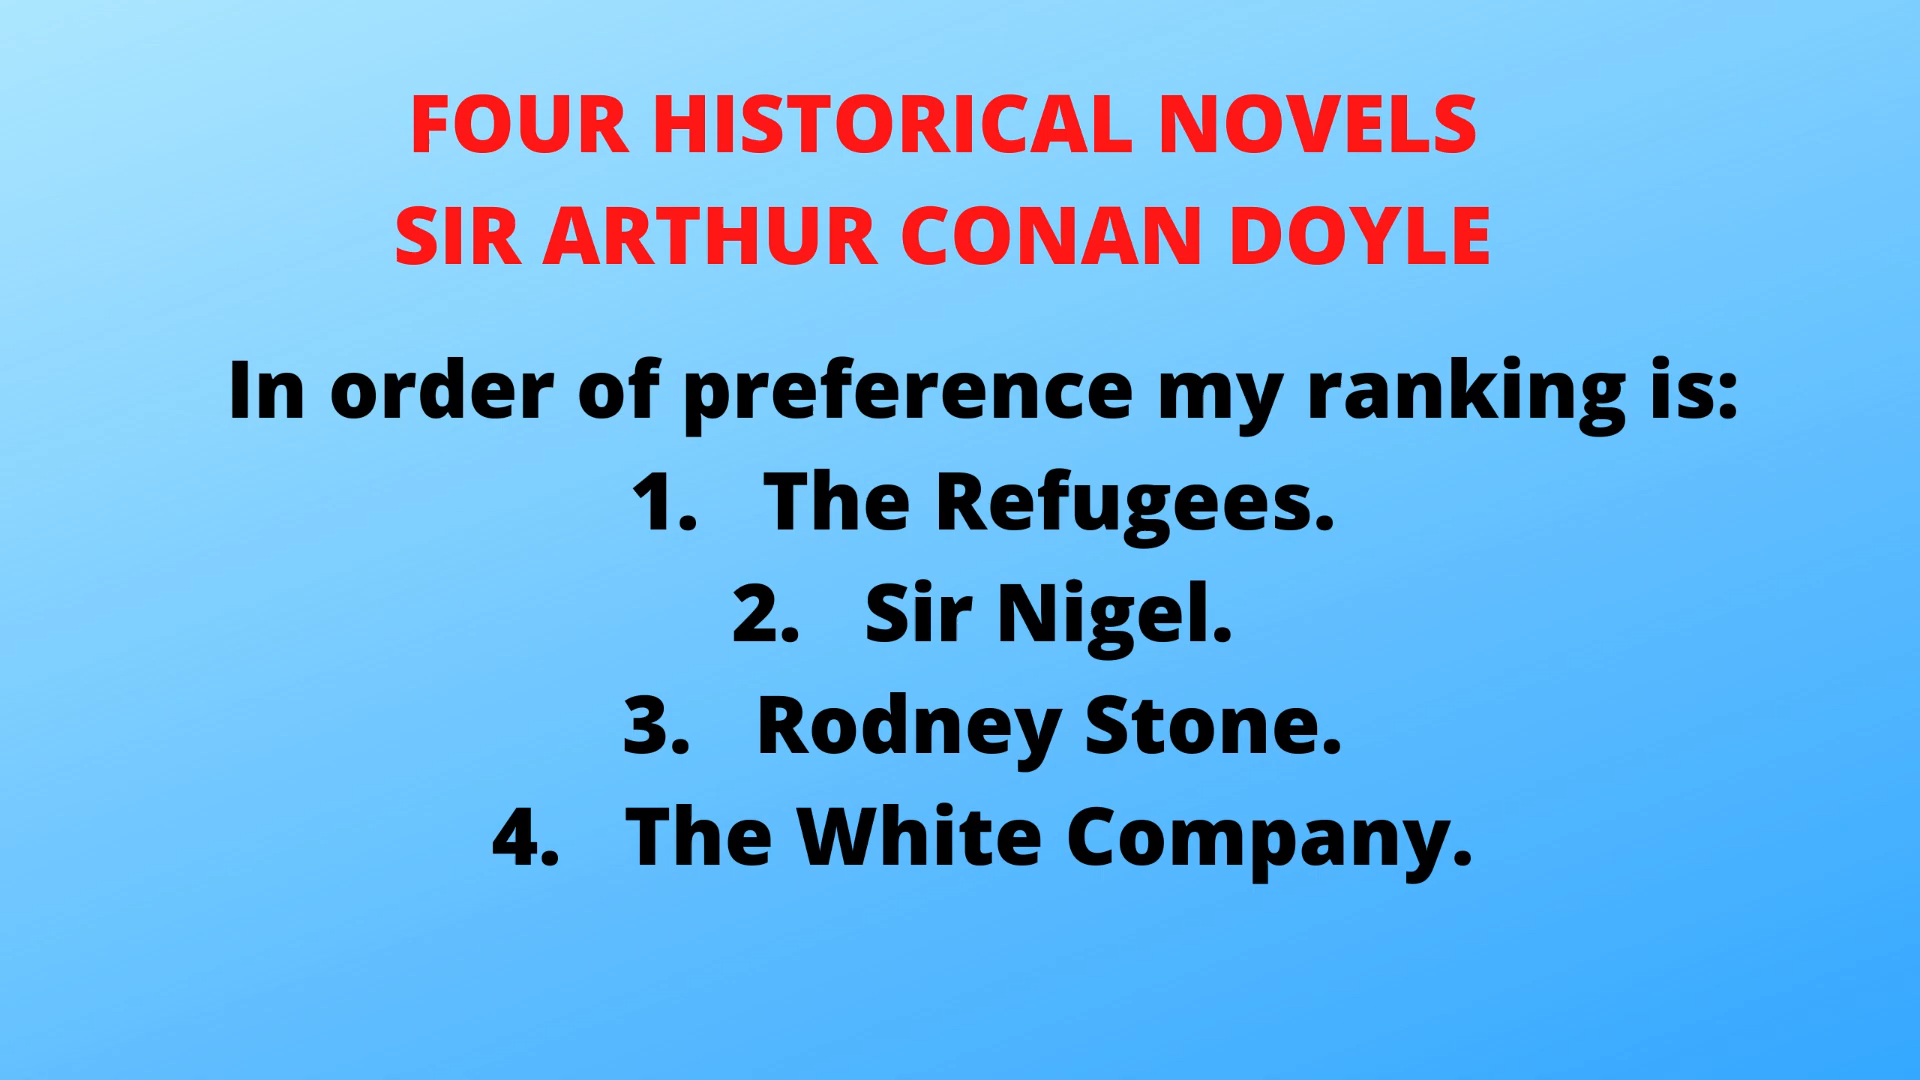 FOUR HISTORICAL NOVELS
SIR ARTHUR CONAN DOYLE
In order of preference my ranking is:
1. The Refugees.
2. Sir Nigel.
3. Rodney Stone.
4. The White Company.